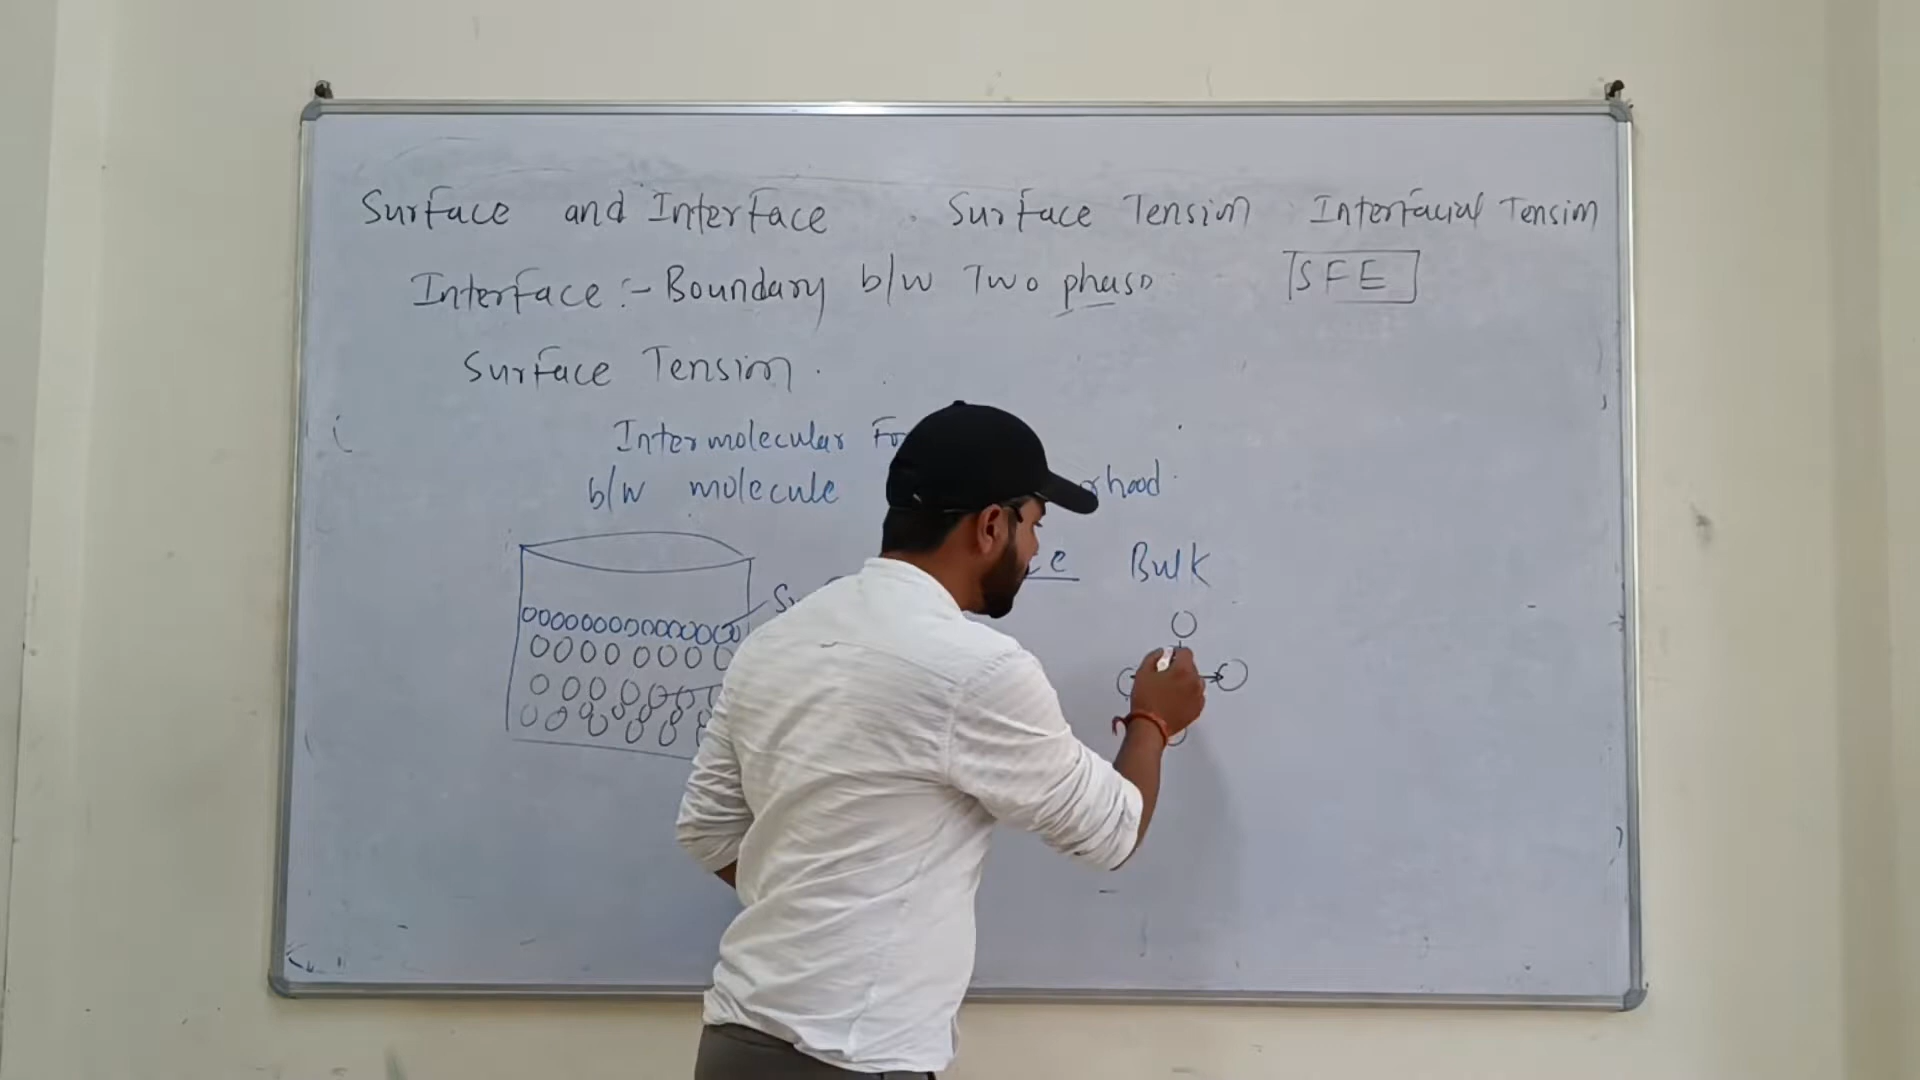 Surface and Interface . Surface Tension Interfacial Tension
Interface :- Boundary b/w Two phase
SFE
Surface Tension .
Intermolecular
b/w molecule
Bulk